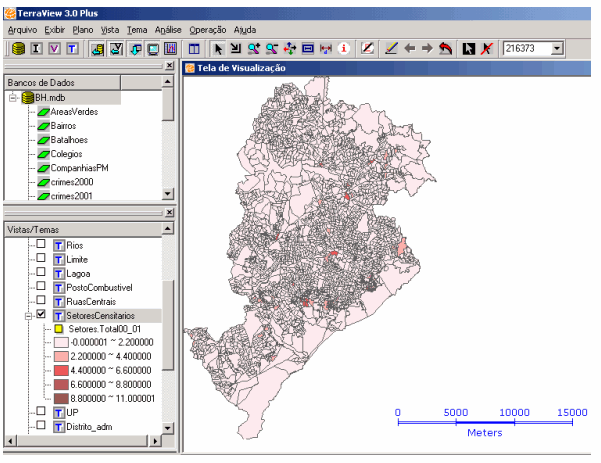 TerraView 3.0 Plus
Arquivo Exibir Plano Vista Tema Análise Operação Ajuda
I V T 216373
Bancos de Dados
BH.mdb
AreasVerdes
Bairros
Batalhoes
Colegios
CompanhiasPM
crimes2000
crimes2001
Vistas/Temas
Rios
Limite
Lagoa
PostoCombustivel
RuasCentrais
SetoresCensitarios
Setores.Total00_01
-0.000001 ~ 2.200000
2.200000 ~ 4.400000
4.400000 ~ 6.600000
6.600000 ~ 8.800000
8.800000 ~ 11.000001
UP
Distrito_adm
Tela de Visualização
0 5000 10000 15000
Meters